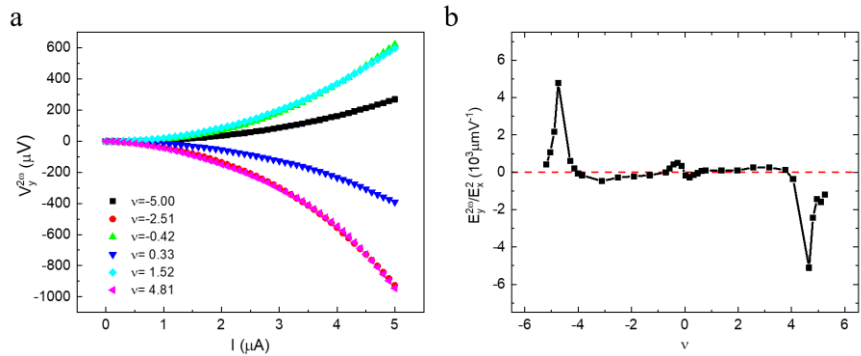 a
b
V_y^{2ω} (μV)
600
400
200
0
-200
-400
-600
-800
-1000
ν=-5.00
ν=-2.51
ν=-0.42
ν= 0.33
ν= 1.52
ν= 4.81
0 1 2 3 4 5
I (μA)
E_y^{2ω}/E_x^2 (10^3μmV^{-1})
6
4
2
0
-2
-4
-6
-6 -4 -2 0 2 4 6
ν